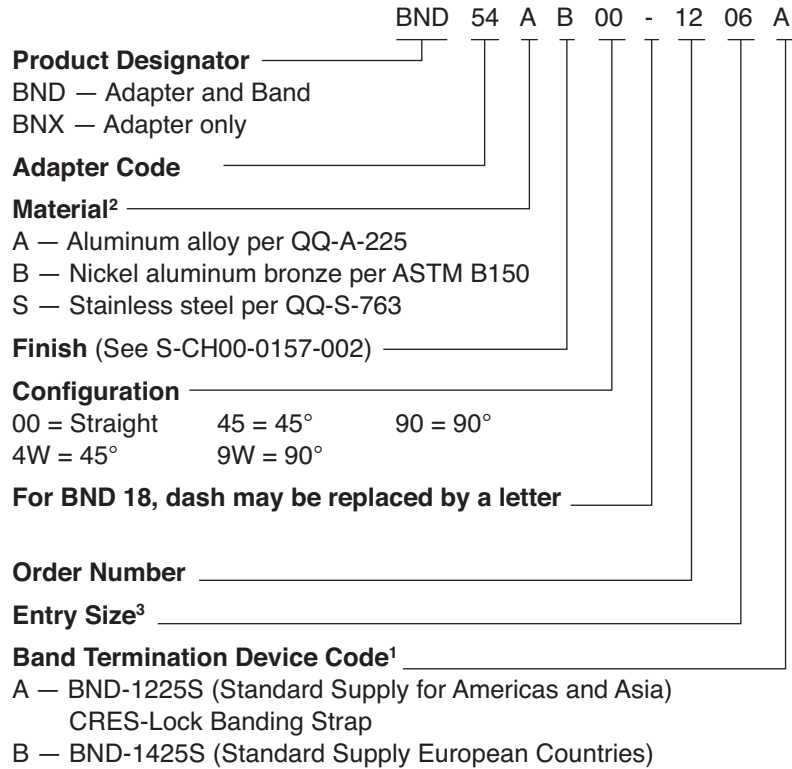 BND 54 A B 00 - 12 06 A
Product Designator
BND — Adapter and Band
BNX — Adapter only
Adapter Code
Material²
A — Aluminum alloy per QQ-A-225
B — Nickel aluminum bronze per ASTM B150
S — Stainless steel per QQ-S-763
Finish (See S-CH00-0157-002)
Configuration
00 = Straight 45 = 45° 90 = 90°
4W = 45° 9W = 90°
For BND 18, dash may be replaced by a letter
Order Number
Entry Size³
Band Termination Device Code¹
A — BND-1225S (Standard Supply for Americas and Asia)
CRES-Lock Banding Strap
B — BND-1425S (Standard Supply European Countries)